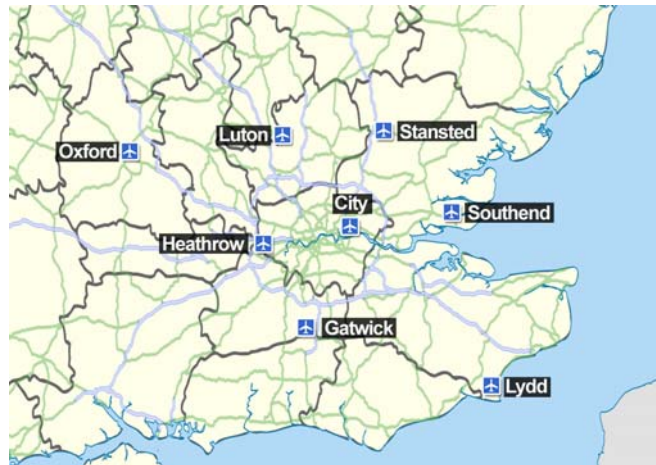 Luton
Stansted
Oxford
City
Southend
Heathrow
Gatwick
Lydd